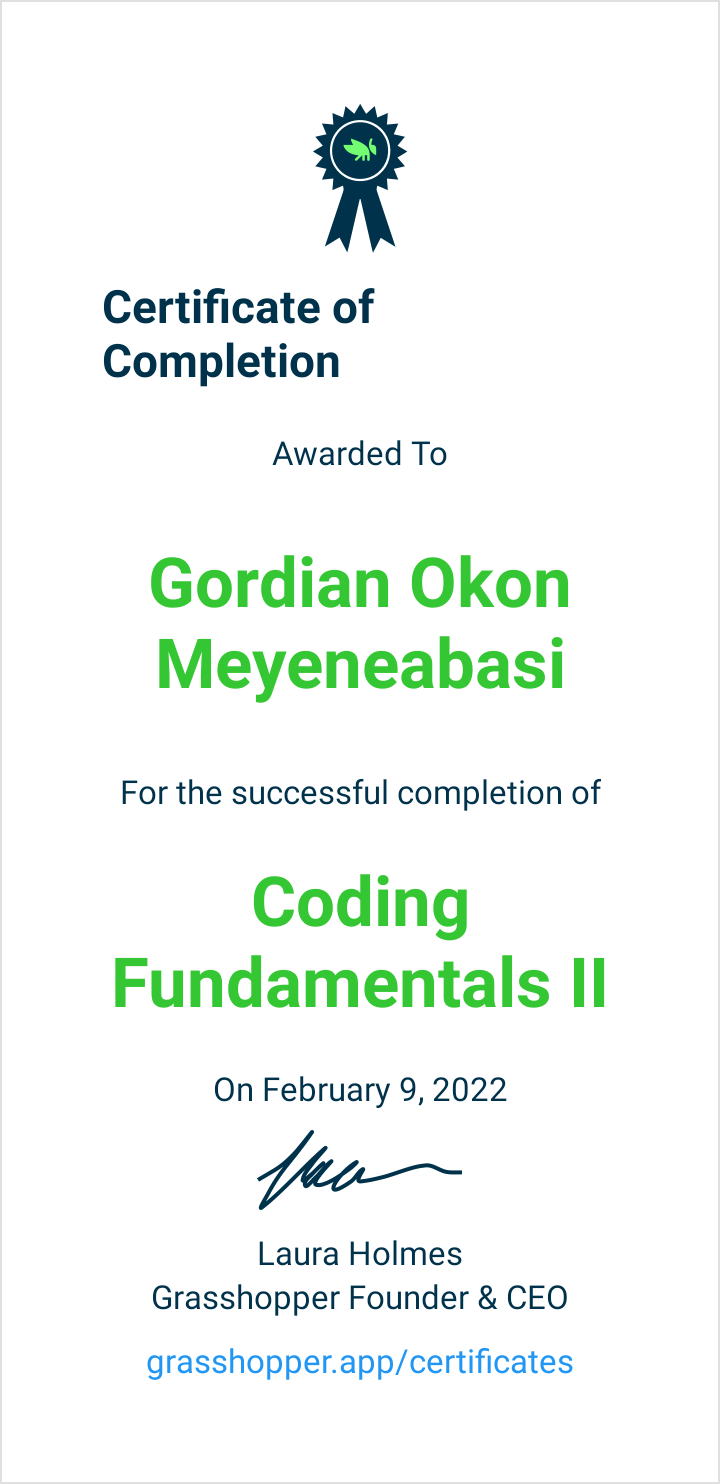 Certificate of
Completion
Awarded To
Gordian Okon
Meyeneabasi
For the successful completion of
Coding
Fundamentals II
On February 9, 2022
Laura Holmes
Grasshopper Founder & CEO
grasshopper.app/certificates